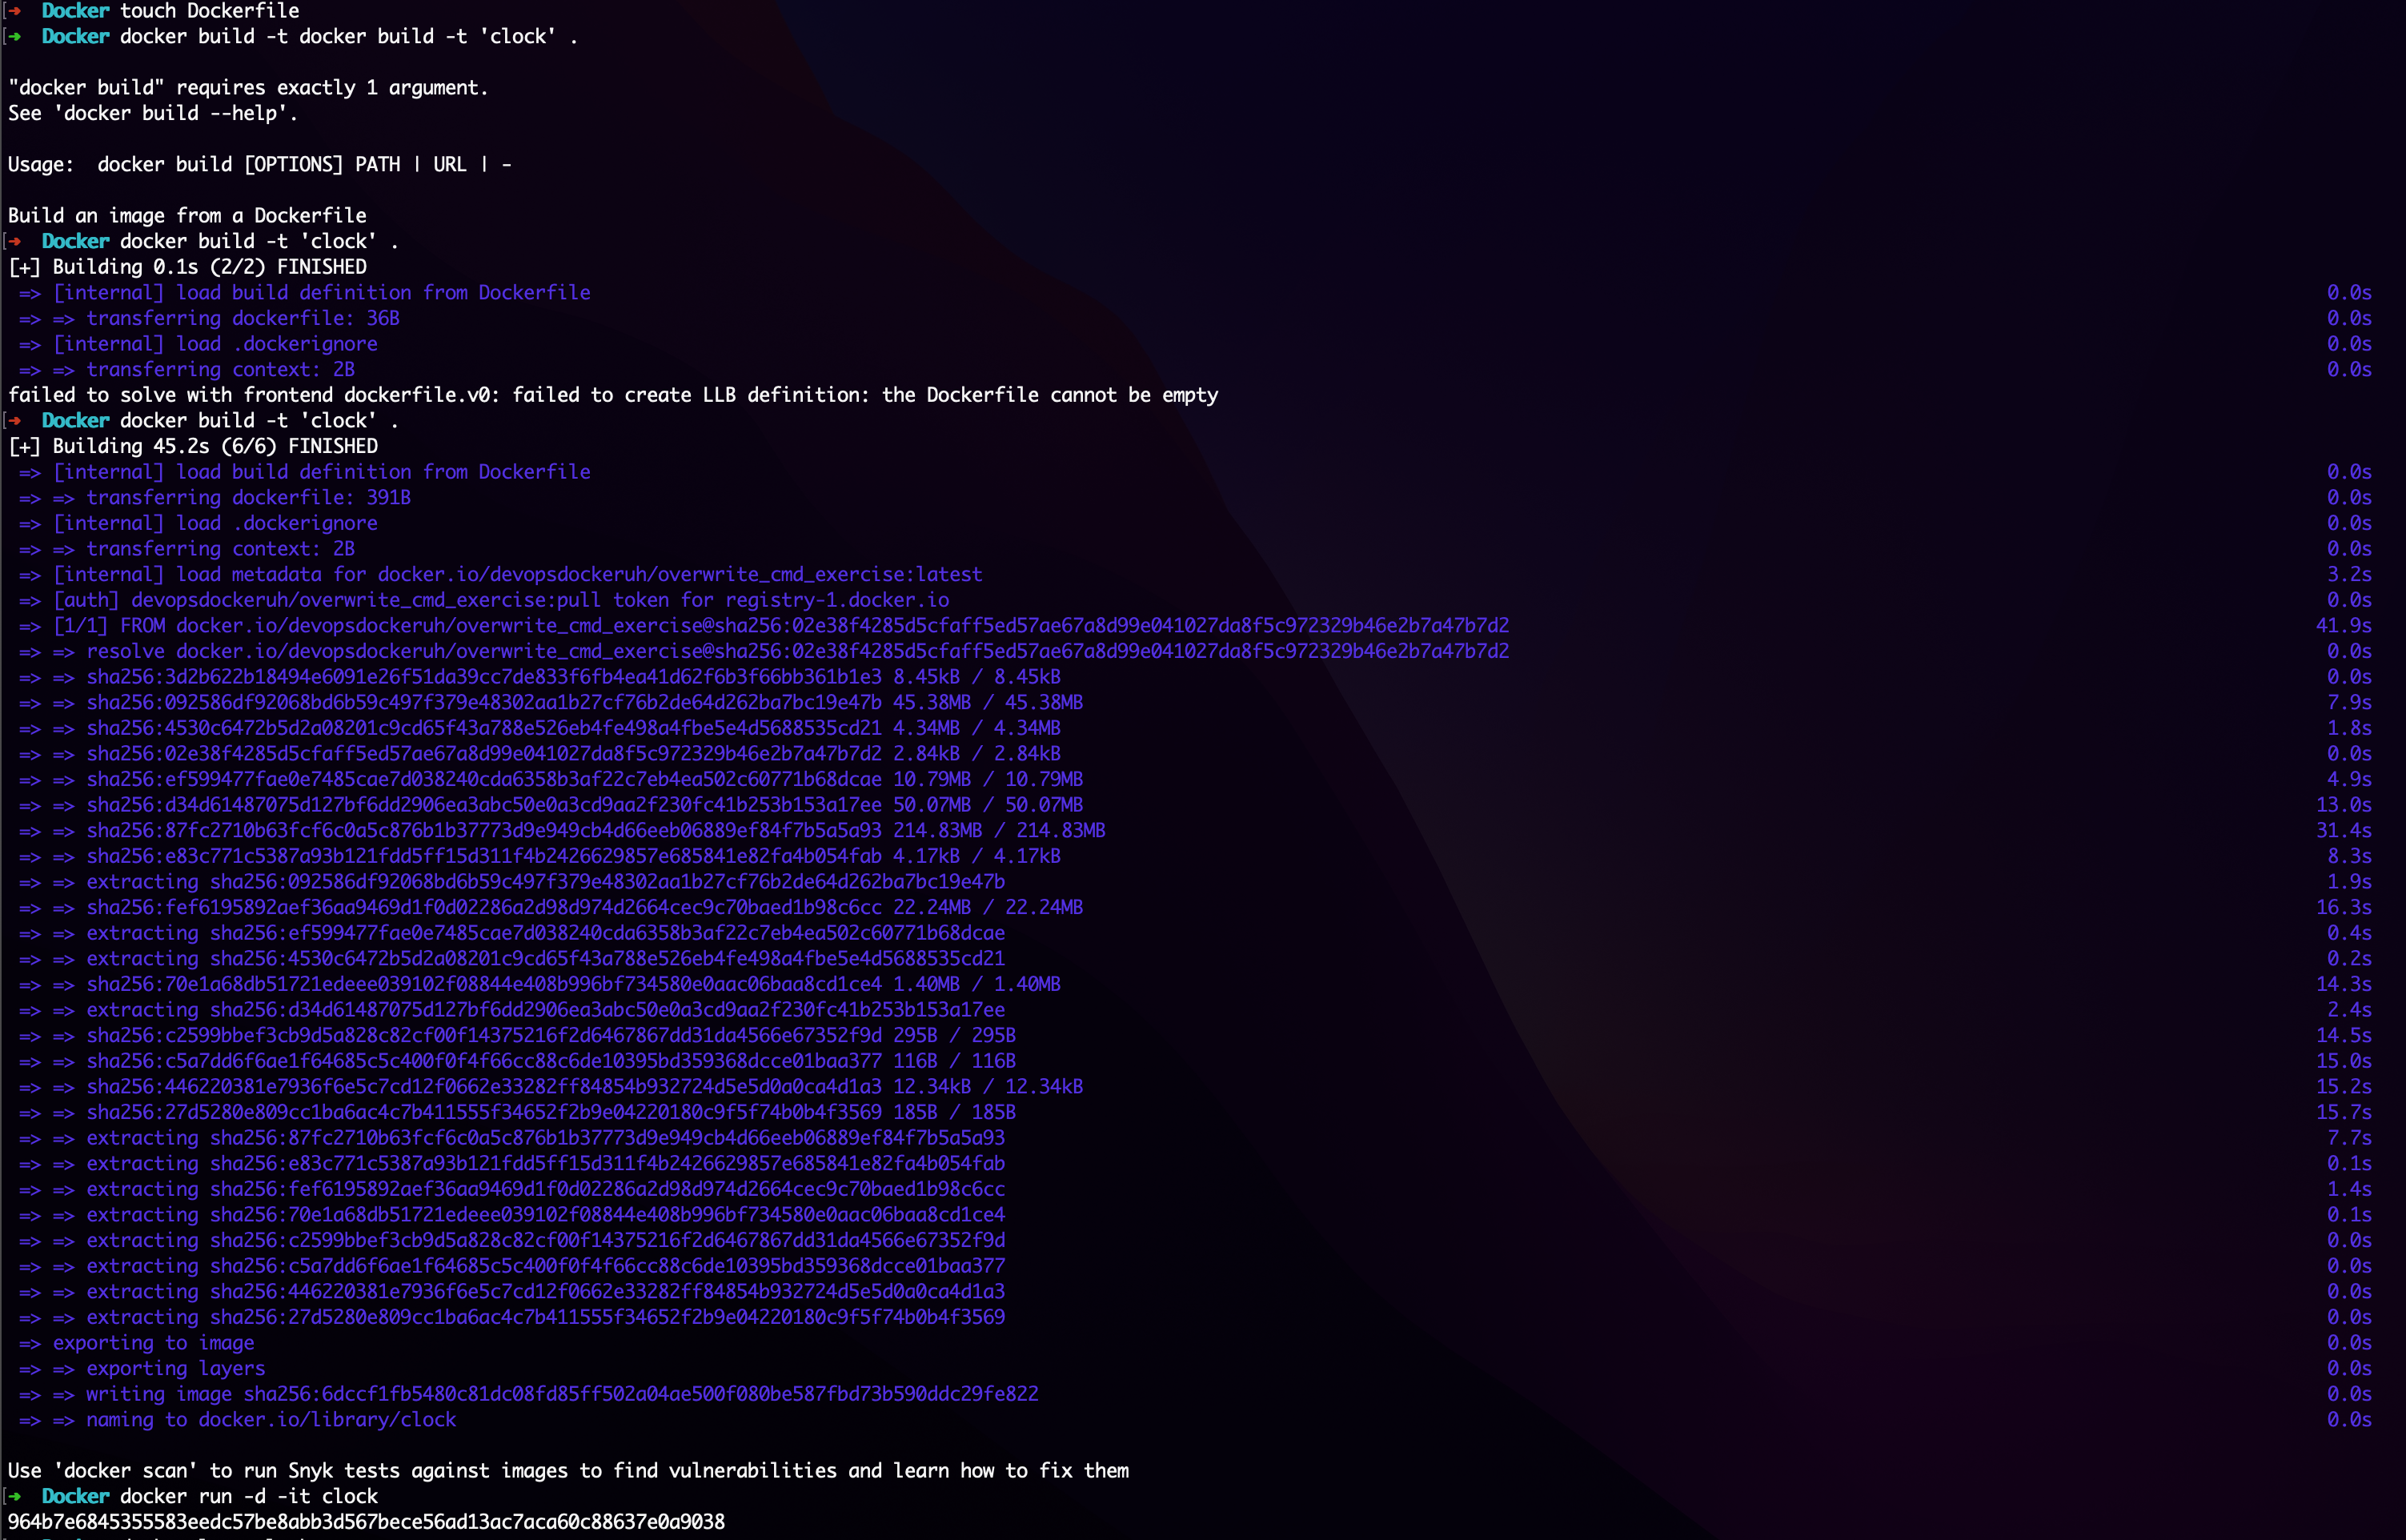 [→ Docker touch Dockerfile
[→ Docker docker build -t docker build -t 'clock' .
"docker build" requires exactly 1 argument.
See 'docker build --help'.
Usage:  docker build [OPTIONS] PATH | URL | -
Build an image from a Dockerfile
[→ Docker docker build -t 'clock' .
[+] Building 0.1s (2/2) FINISHED
=> [internal] load build definition from Dockerfile 0.0s
=> => transferring dockerfile: 36B 0.0s
=> [internal] load .dockerignore 0.0s
=> => transferring context: 2B 0.0s
failed to solve with frontend dockerfile.v0: failed to create LLB definition: the Dockerfile cannot be empty
[→ Docker docker build -t 'clock' .
[+] Building 45.2s (6/6) FINISHED
=> [internal] load build definition from Dockerfile 0.0s
=> => transferring dockerfile: 391B 0.0s
=> [internal] load .dockerignore 0.0s
=> => transferring context: 2B 0.0s
=> [internal] load metadata for docker.io/devopsdockeruh/overwrite_cmd_exercise:latest 3.2s
=> [auth] devopsdockeruh/overwrite_cmd_exercise:pull token for registry-1.docker.io 0.0s
=> [1/1] FROM docker.io/devopsdockeruh/overwrite_cmd_exercise@sha256:02e38f4285d5cfaff5ed57ae67a8d99e041027da8f5c972329b46e2b7a47b7d2 41.9s
=> => resolve docker.io/devopsdockeruh/overwrite_cmd_exercise@sha256:02e38f4285d5cfaff5ed57ae67a8d99e041027da8f5c972329b46e2b7a47b7d2 0.0s
=> => sha256:3d2b622b18494e6091e26f51da39cc7de833f6fb4ea41d62f6b3f66bb361b1e3 8.45kB / 8.45kB 0.0s
=> => sha256:092586df92068bd6b59c497f379e48302aa1b27cf76b2de64d262ba7bc19e47b 45.38MB / 45.38MB 7.9s
=> => sha256:4530c6472b5d2a08201c9cd65f43a788e526eb4fe498a4fbe5e4d5688535cd21 4.34MB / 4.34MB 1.8s
=> => sha256:02e38f4285d5cfaff5ed57ae67a8d99e041027da8f5c972329b46e2b7a47b7d2 2.84kB / 2.84kB 0.0s
=> => sha256:ef599477fae0e7485cae7d038240cda6358b3af22c7eb4ea502c60771b68dcae 10.79MB / 10.79MB 4.9s
=> => sha256:d34d61487075d127bf6dd2906ea3abc50e0a3cd9aa2f230fc41b253b153a17ee 50.07MB / 50.07MB 13.0s
=> => sha256:87fc2710b63fcf6c0a5c876b1b37773d9e949cb4d66eeb06889ef84f7b5a5a93 214.83MB / 214.83MB 31.4s
=> => sha256:e83c771c5387a93b121fdd5ff15d311f4b2426629857e685841e82fa4b054fab 4.17kB / 4.17kB 8.3s
=> => extracting sha256:092586df92068bd6b59c497f379e48302aa1b27cf76b2de64d262ba7bc19e47b 1.9s
=> => sha256:fef6195892aef36aa9469d1f0d02286a2d98d974d2664cec9c70baed1b98c6cc 22.24MB / 22.24MB 16.3s
=> => extracting sha256:ef599477fae0e7485cae7d038240cda6358b3af22c7eb4ea502c60771b68dcae 0.4s
=> => extracting sha256:4530c6472b5d2a08201c9cd65f43a788e526eb4fe498a4fbe5e4d5688535cd21 0.2s
=> => sha256:70e1a68db51721edeee039102f08844e408b996bf734580e0aac06baa8cd1ce4 1.40MB / 1.40MB 14.3s
=> => extracting sha256:d34d61487075d127bf6dd2906ea3abc50e0a3cd9aa2f230fc41b253b153a17ee 2.4s
=> => sha256:c2599bbef3cb9d5a828c82cf00f14375216f2d6467867dd31da4566e67352f9d 295B / 295B 14.5s
=> => sha256:c5a7dd6f6ae1f64685c5c400f0f4f66cc88c6de10395bd359368dcce01baa377 116B / 116B 15.0s
=> => sha256:446220381e7936f6e5c7cd12f0662e33282ff84854b932724d5e5d0a0ca4d1a3 12.34kB / 12.34kB 15.2s
=> => sha256:27d5280e809cc1ba6ac4c7b411555f34652f2b9e04220180c9f5f74b0b4f3569 185B / 185B 15.7s
=> => extracting sha256:87fc2710b63fcf6c0a5c876b1b37773d9e949cb4d66eeb06889ef84f7b5a5a93 7.7s
=> => extracting sha256:e83c771c5387a93b121fdd5ff15d311f4b2426629857e685841e82fa4b054fab 0.1s
=> => extracting sha256:fef6195892aef36aa9469d1f0d02286a2d98d974d2664cec9c70baed1b98c6cc 1.4s
=> => extracting sha256:70e1a68db51721edeee039102f08844e408b996bf734580e0aac06baa8cd1ce4 0.1s
=> => extracting sha256:c2599bbef3cb9d5a828c82cf00f14375216f2d6467867dd31da4566e67352f9d 0.0s
=> => extracting sha256:c5a7dd6f6ae1f64685c5c400f0f4f66cc88c6de10395bd359368dcce01baa377 0.0s
=> => extracting sha256:446220381e7936f6e5c7cd12f0662e33282ff84854b932724d5e5d0a0ca4d1a3 0.0s
=> => extracting sha256:27d5280e809cc1ba6ac4c7b411555f34652f2b9e04220180c9f5f74b0b4f3569 0.0s
=> exporting to image 0.0s
=> => exporting layers 0.0s
=> => writing image sha256:6dccf1fb5480c81dc08fd85ff502a04ae500f080be587fbd73b590ddc29fe822 0.0s
=> => naming to docker.io/library/clock 0.0s
Use 'docker scan' to run Snyk tests against images to find vulnerabilities and learn how to fix them
[→ Docker docker run -d -it clock
964b7e6845355583eedc57be8abb3d567bece56ad13ac7aca60c88637e0a9038